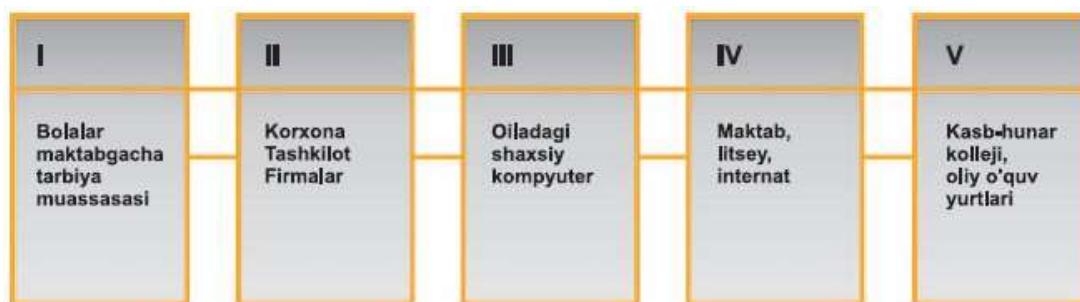 I
Bolalar
maktabgacha
tarbiya
muassasasi
II
Korxona
Tashkilot
Firmalar
III
Oiladagi
shaxsiy
kompyuter
IV
Maktab,
litsey,
internat
V
Kasb-hunar
kolleji,
oliy o'quv
yurtlari